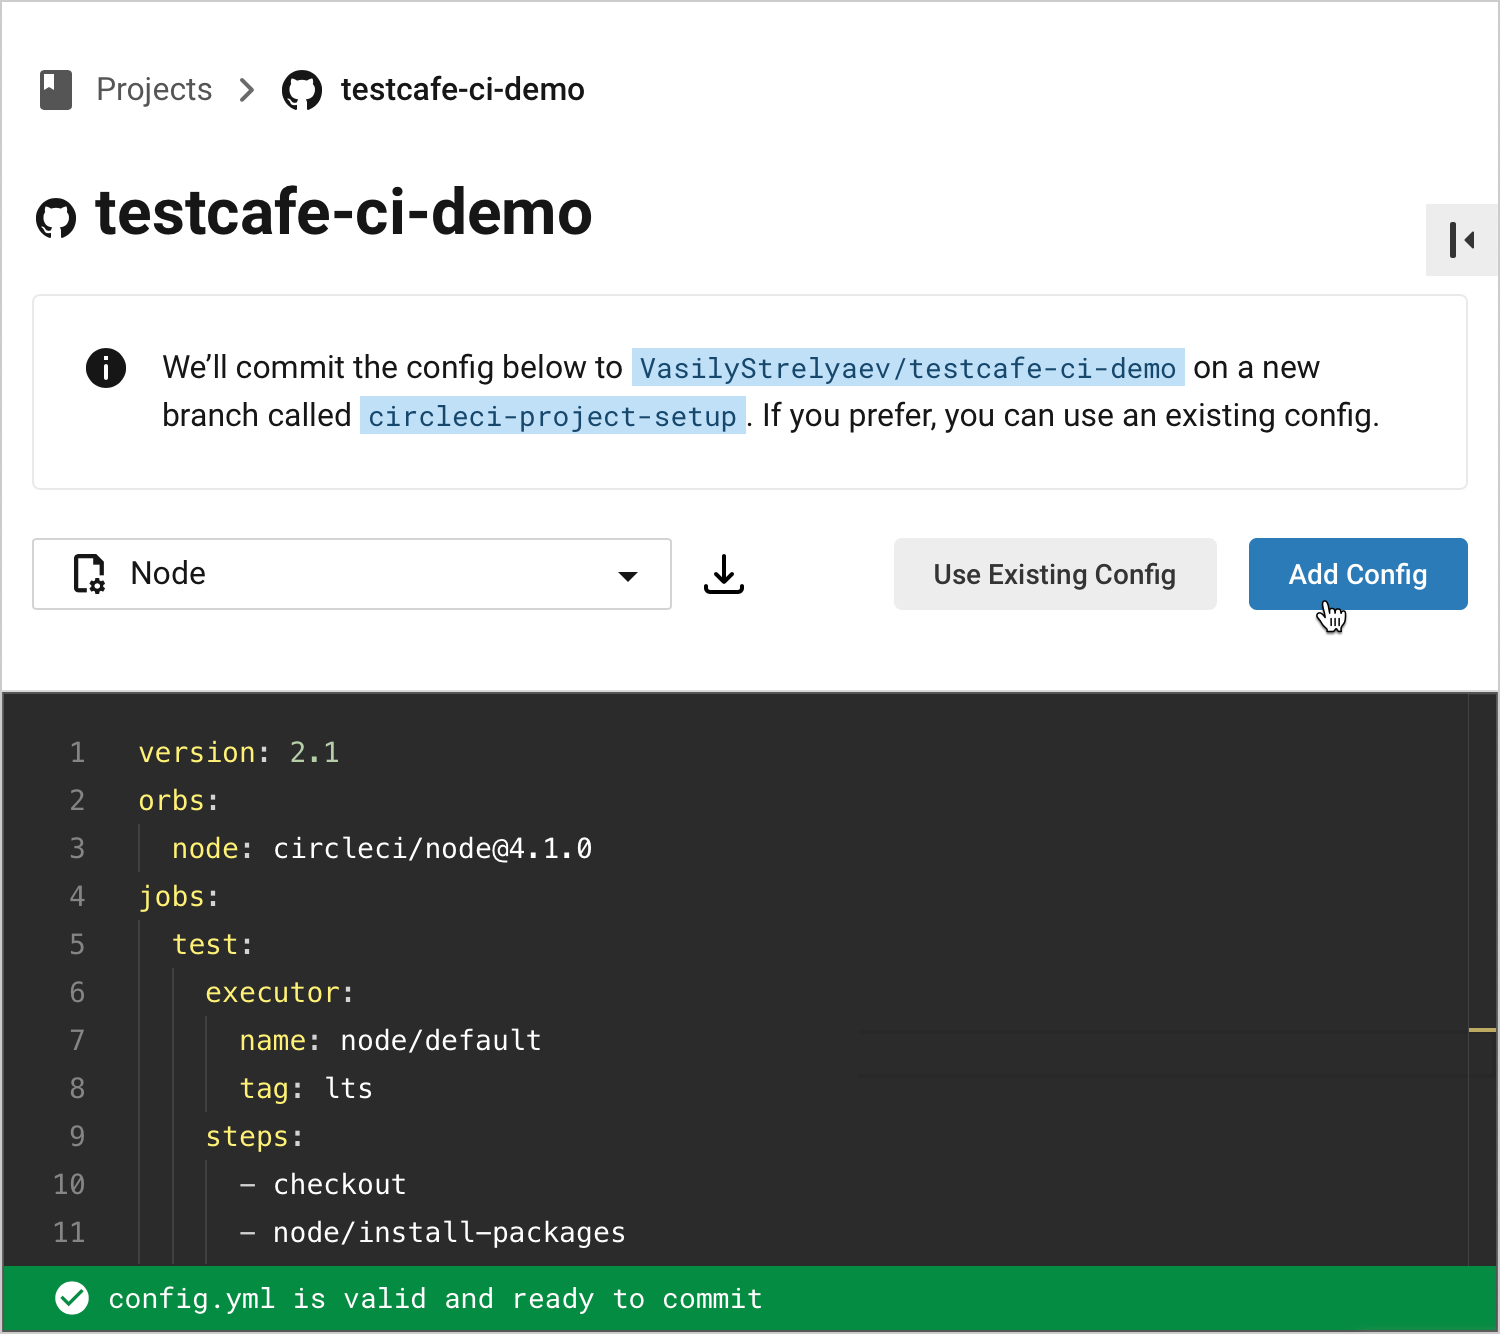 Projects testcafe-ci-demo
testcafe-ci-demo
We’ll commit the config below to VasilyStrelyaev/testcafe-ci-demo on a new
branch called circleci-project-setup. If you prefer, you can use an existing config.
Node Use Existing Config Add Config
1 version: 2.1
2 orbs:
3 node: circleci/node@4.1.0
4 jobs:
5 test:
6 executor:
7 name: node/default
8 tag: lts
9 steps:
10 - checkout
11 - node/install-packages
config.yml is valid and ready to commit